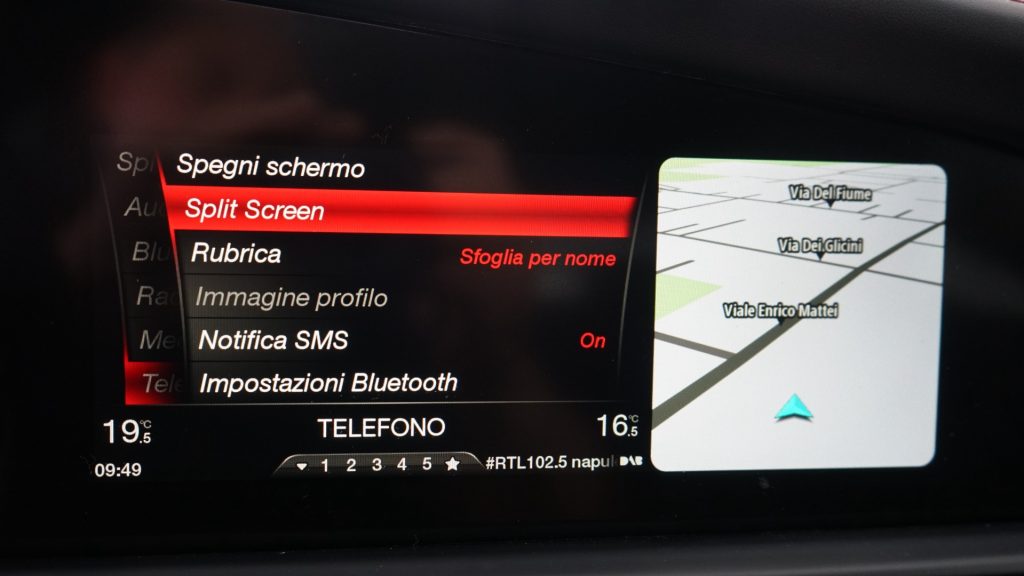 Spegni schermo
Split Screen
Rubrica Sfoglia per nome
Immagine profilo
Notifica SMS On
Impostazioni Bluetooth
Tele
19.5°C TELEFONO 16.5°C
09:49 1 2 3 4 5 #RTL102.5 napul DAB
Via Del Fiume
Via Dei Glicini
Viale Enrico Mattei